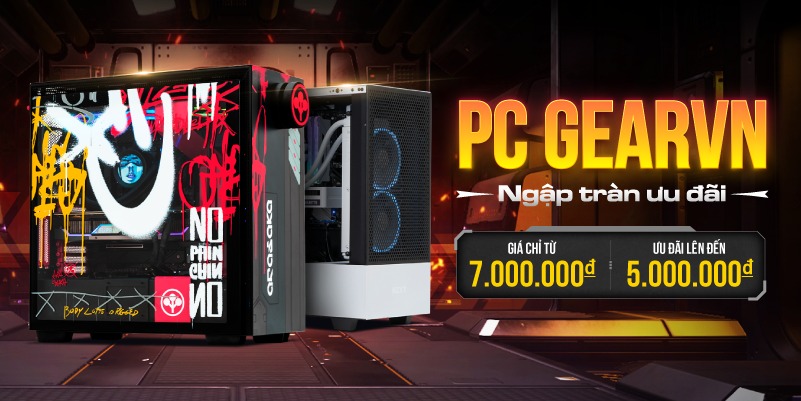 PC GEARVN
Ngập tràn ưu đãi
GIÁ CHỈ TỪ
7.000.000đ
ƯU ĐÃI LÊN ĐẾN
5.000.000đ
NO
PAIN
GAIN
NO